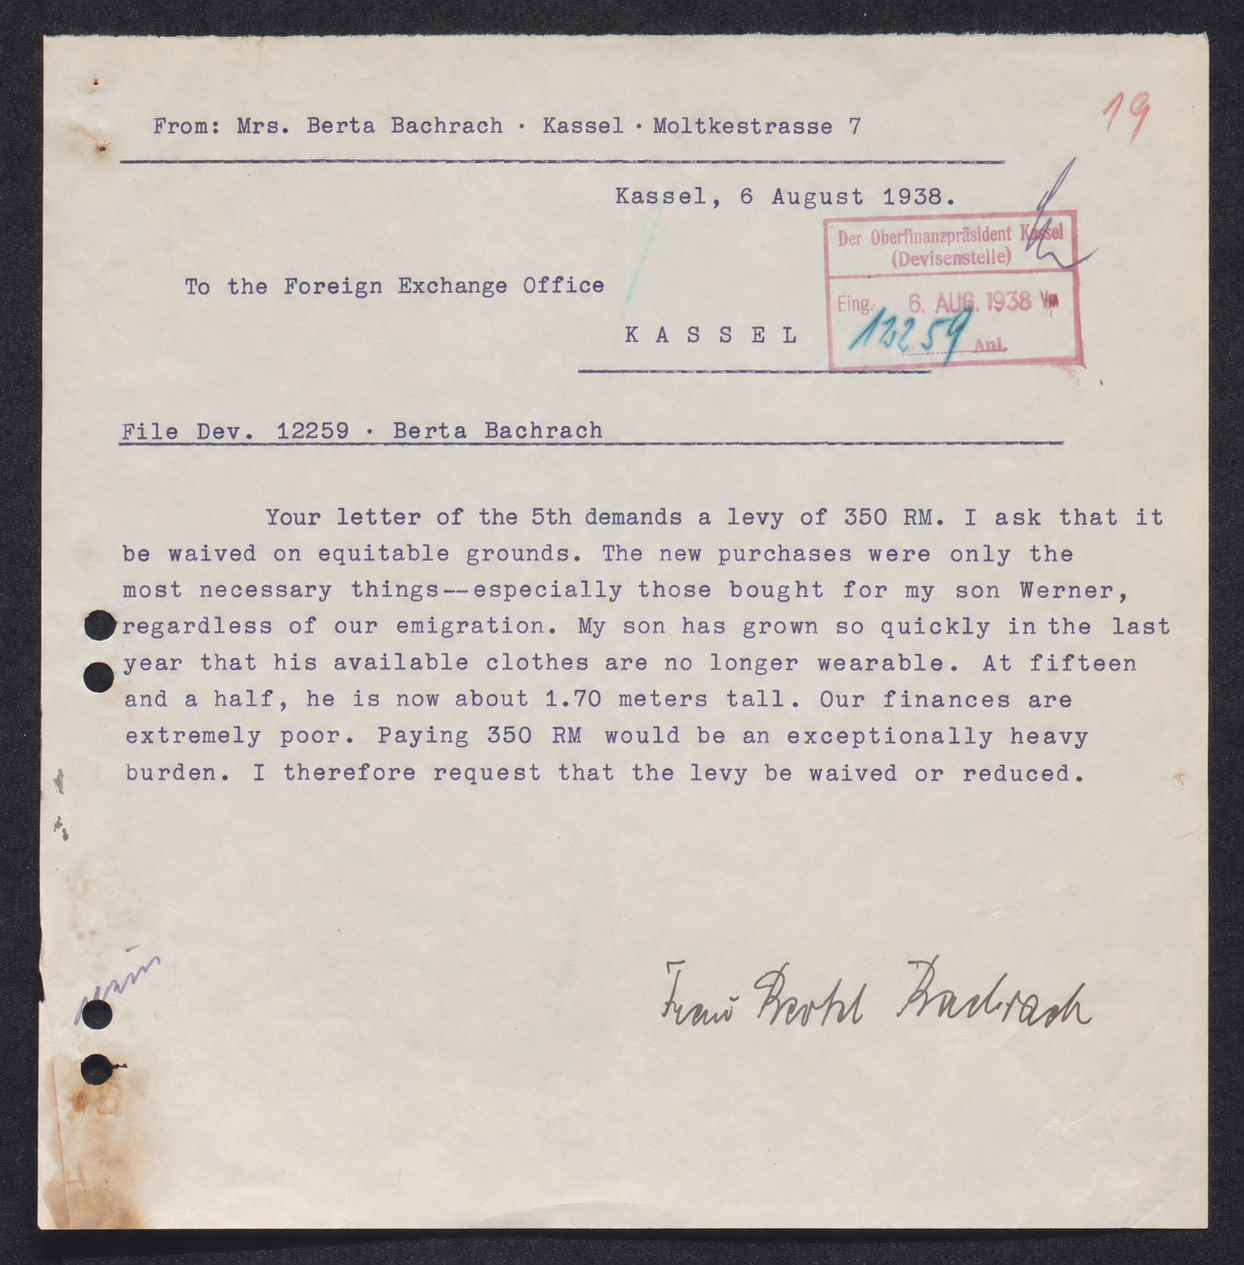 19
From: Mrs. Berta Bachrach · Kassel · Moltkestrasse 7
Kassel, 6 August 1938.
Der Oberfinanzpräsident Kassel
(Devisenstelle)
To the Foreign Exchange Office
Eing. 6. AUG. 1938 Vm
12259 Anl.
K A S S E L
File Dev. 12259 · Berta Bachrach
Your letter of the 5th demands a levy of 350 RM. I ask that it
be waived on equitable grounds. The new purchases were only the
most necessary things--especially those bought for my son Werner,
regardless of our emigration. My son has grown so quickly in the last
year that his available clothes are no longer wearable. At fifteen
and a half, he is now about 1.70 meters tall. Our finances are
extremely poor. Paying 350 RM would be an exceptionally heavy
burden. I therefore request that the levy be waived or reduced.
Frau Bertel Bachrach